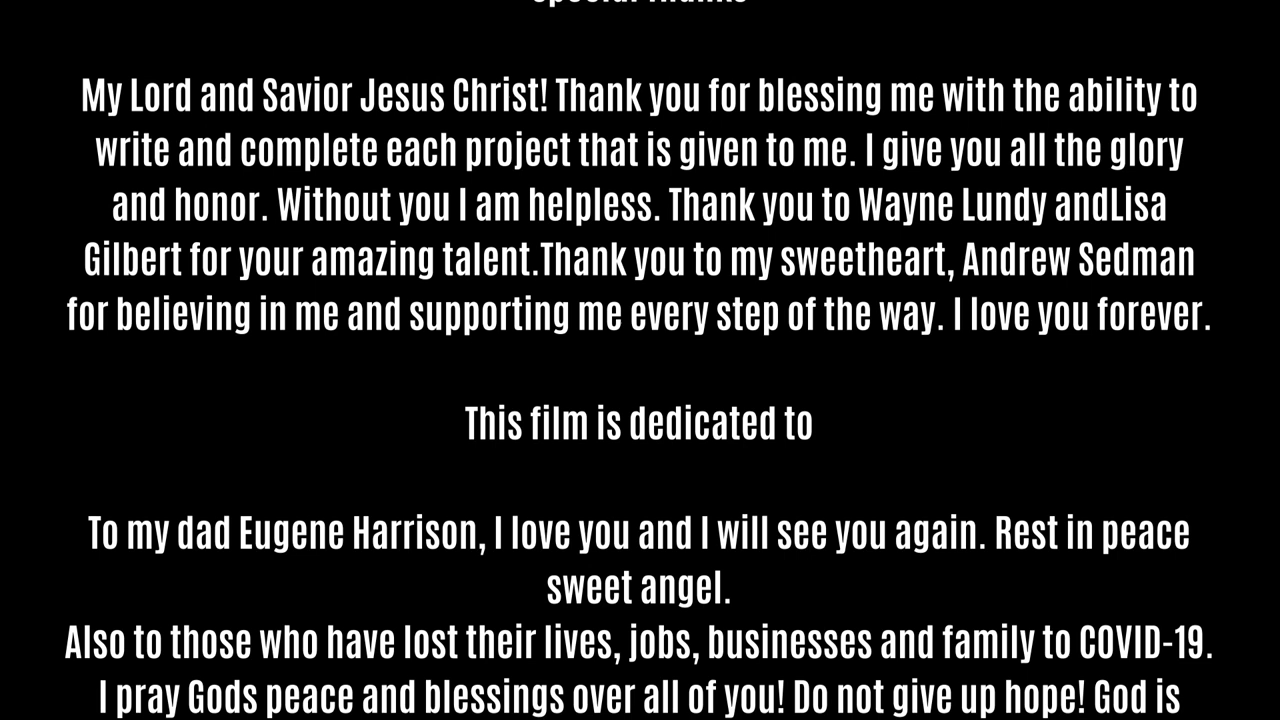 Special Thanks
My Lord and Savior Jesus Christ! Thank you for blessing me with the ability to
write and complete each project that is given to me. I give you all the glory
and honor. Without you I am helpless. Thank you to Wayne Lundy andLisa
Gilbert for your amazing talent.Thank you to my sweetheart, Andrew Sedman
for believing in me and supporting me every step of the way. I love you forever.
This film is dedicated to
To my dad Eugene Harrison, I love you and I will see you again. Rest in peace
sweet angel.
Also to those who have lost their lives, jobs, businesses and family to COVID-19.
I pray Gods peace and blessings over all of you! Do not give up hope! God is